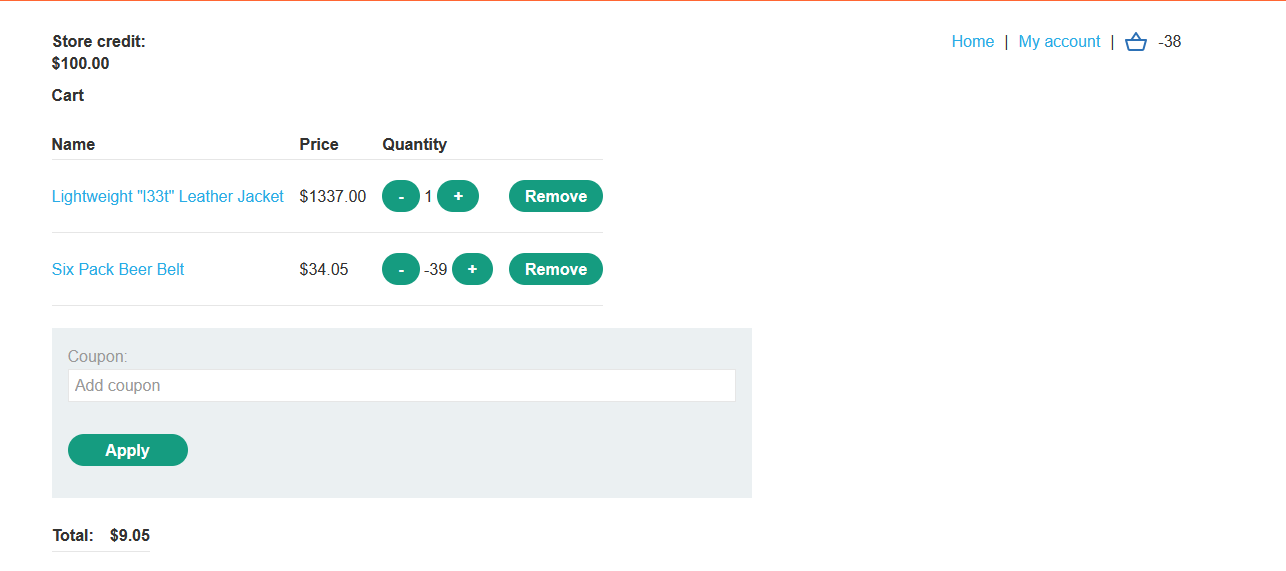 Store credit:
$100.00
Home | My account | -38
Cart
Name Price Quantity
Lightweight "l33t" Leather Jacket $1337.00 - 1 + Remove
Six Pack Beer Belt $34.05 - -39 + Remove
Coupon:
Add coupon
Apply
Total: $9.05